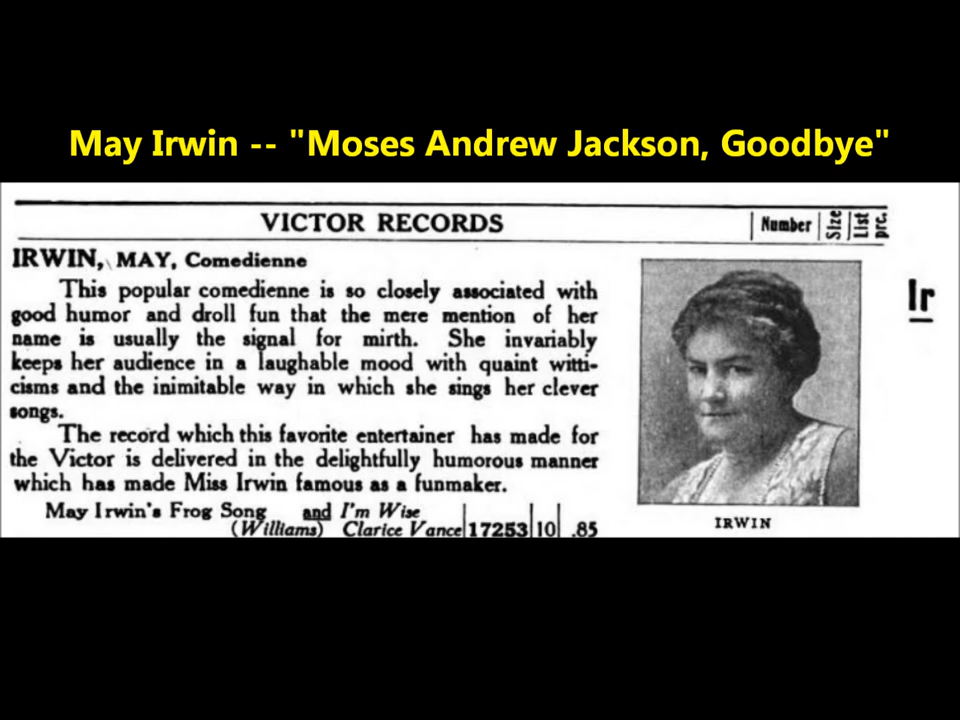 May Irwin -- "Moses Andrew Jackson, Goodbye"
VICTOR RECORDS
Number
Size
List
prc.
IRWIN, MAY, Comedienne
This popular comedienne is so closely associated with
good humor and droll fun that the mere mention of her
name is usually the signal for mirth. She invariably
keeps her audience in a laughable mood with quaint witti-
cisms and the inimitable way in which she sings her clever
songs.
The record which this favorite entertainer has made for
the Victor is delivered in the delightfully humorous manner
which has made Miss Irwin famous as a funmaker.
May Irwin's Frog Song and I'm Wise
(Williams) Clarice Vance 17253 10 .85
Ir
IRWIN